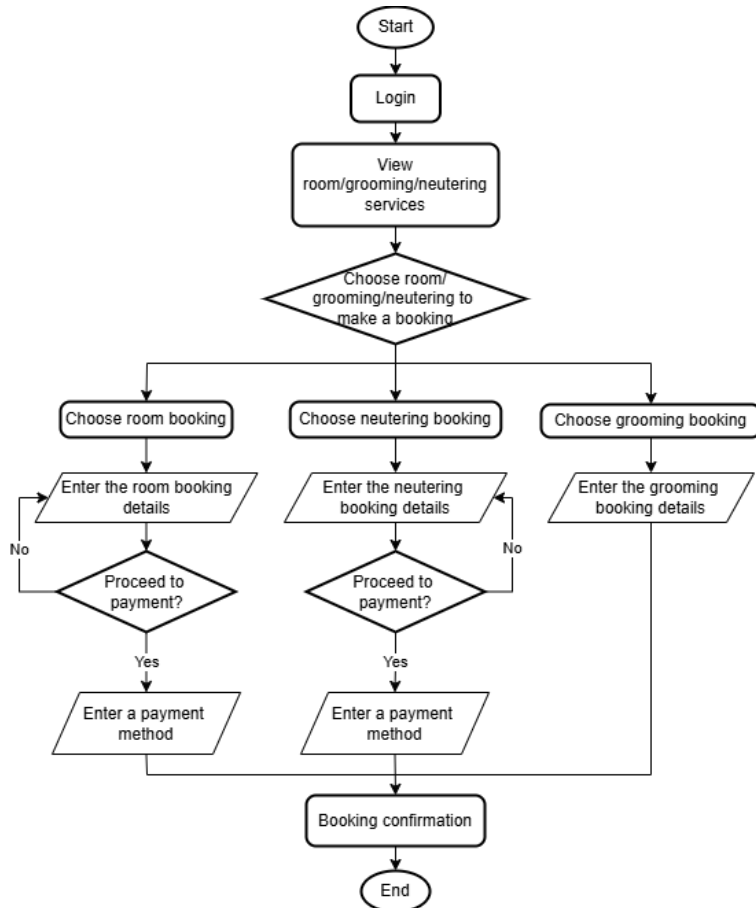 Start
Login
View
room/grooming/neutering
services
Choose room/
grooming/neutering to
make a booking
Choose room booking
Choose neutering booking
Choose grooming booking
Enter the room booking
details
Enter the neutering
booking details
Enter the grooming
booking details
No
Proceed to
payment?
Proceed to
payment?
No
Yes
Yes
Enter a payment
method
Enter a payment
method
Booking confirmation
End